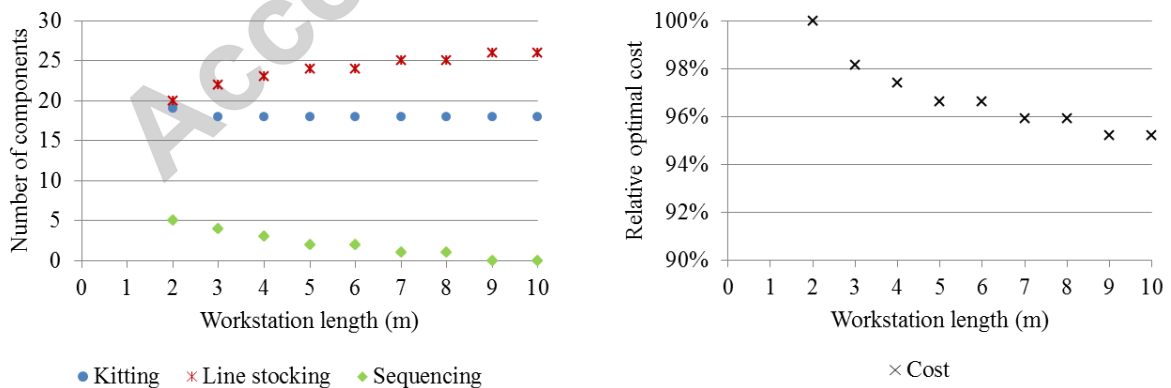 Acce
30
25
20
15
10
5
0
Number of components
0 1 2 3 4 5 6 7 8 9 10
Workstation length (m)
Kitting Line stocking Sequencing
100%
98%
96%
94%
92%
90%
Relative optimal cost
0 1 2 3 4 5 6 7 8 9 10
Workstation length (m)
Cost